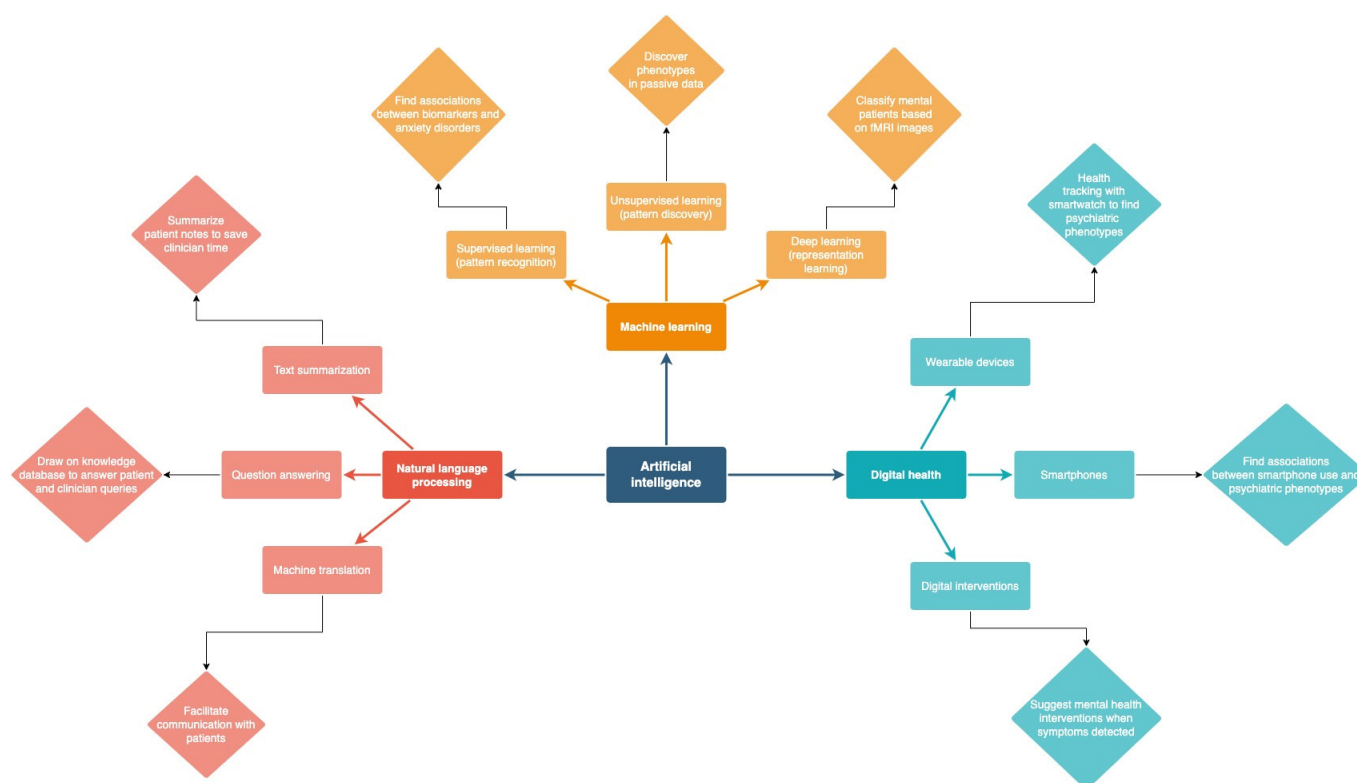 Discover
phenotypes
in passive data
Find associations
between biomarkers and
anxiety disorders
Classify mental
patients based
on fMRI images
Health
tracking with
smartwatch to find
psychiatric
phenotypes
Unsupervised learning
(pattern discovery)
Summarize
patient notes to save
clinician time
Supervised learning
(pattern recognition)
Deep learning
(representation
learning)
Machine learning
Text summarization
Wearable devices
Draw on knowledge
database to answer patient
and clinician queries
Question answering
Natural language
processing
Artificial
intelligence
Digital health
Smartphones
Find associations
between smartphone use and
psychiatric phenotypes
Machine translation
Digital interventions
Facilitate
communication with
patients
Suggest mental health
interventions when
symptoms detected